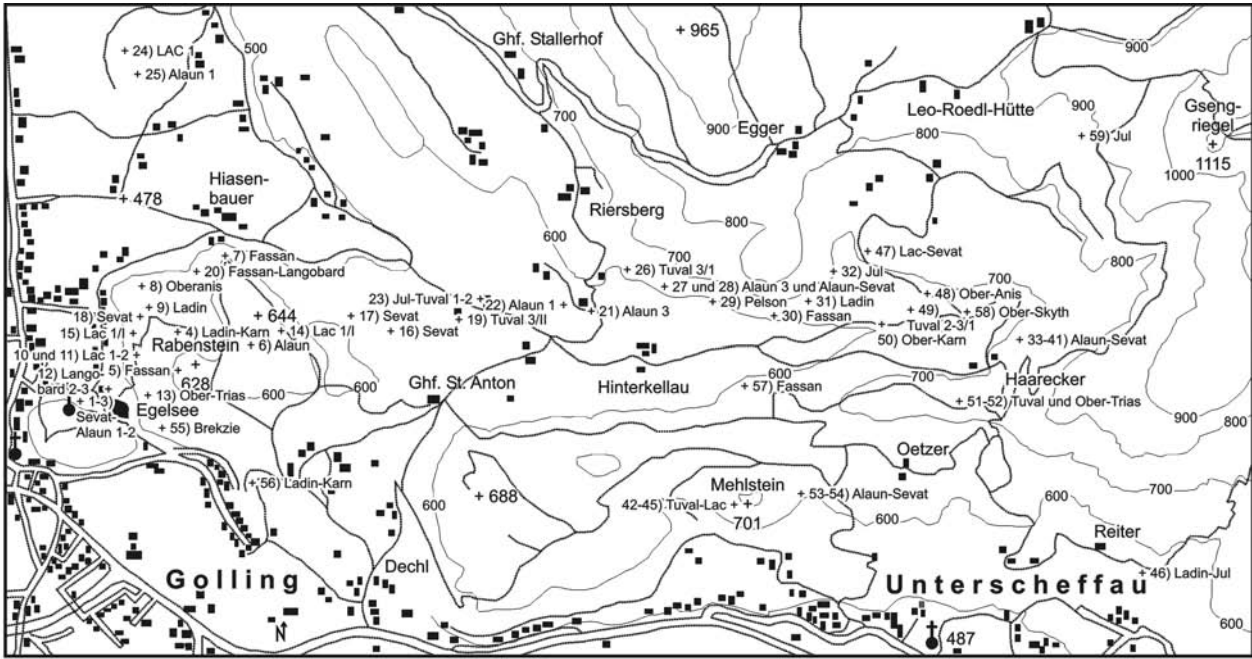 + 24) LAC 1
+ 25) Alaun 1
500
Ghf. Stallerhof
+ 965
900
Leo-Roedl-Hütte
900
+ 59) Jul
Gseng-
riegel
+
1115
1000
700
900
Egger
800
+ 478
Hiasen-
bauer
Riersberg
800
600
+ 7) Fassan
+ 20) Fassan-Langobard
+ 8) Oberanis
+ 9) Ladin
18) Sevat +
15) Lac 1/I +
+ 4) Ladin-Karn
+ 644
+ 14) Lac 1/I
+ 6) Alaun
+ 17) Sevat
+ 16) Sevat
23) Jul-Tuval 1-2 +
22) Alaun 1 +
+ 19) Tuval 3/II
+ 21) Alaun 3
700
+ 26) Tuval 3/1
+ 27 und 28) Alaun 3 und Alaun-Sevat
+ 29) Pelson
+ 30) Fassan
+ 31) Ladin
+ 32) Jül
+ 47) Lac-Sevat
700
+ 48) Ober-Anis
+ 49)
Tuval 2-3/1
+ 58) Ober-Skyth
+
50) Ober-Karn
+ 33-41) Alaun-Sevat
800
Rabenstein
+
628
10 und 11) Lac 1-2 +
5) Fassan +
12) Lango
bard 2-3 +
+ 1-3)
Sevat-
Alaun 1-2
+ 13) Ober-Trias
Egelsee
+ 55) Brekzie
600
600
Ghf. St. Anton
Hinterkellau
600
+ 57) Fassan
700
Haarecker
+ 51-52) Tuval und Ober-Trias
900
800
Oetzer
+ 56) Ladin-Karn
600
+ 688
Mehlstein
42-45) Tuval-Lac + +
701
+ 53-54) Alaun-Sevat
600
600
700
Reiter
+ 46) Ladin-Jul
600
Dechl
Golling
N
Unterscheffau
487